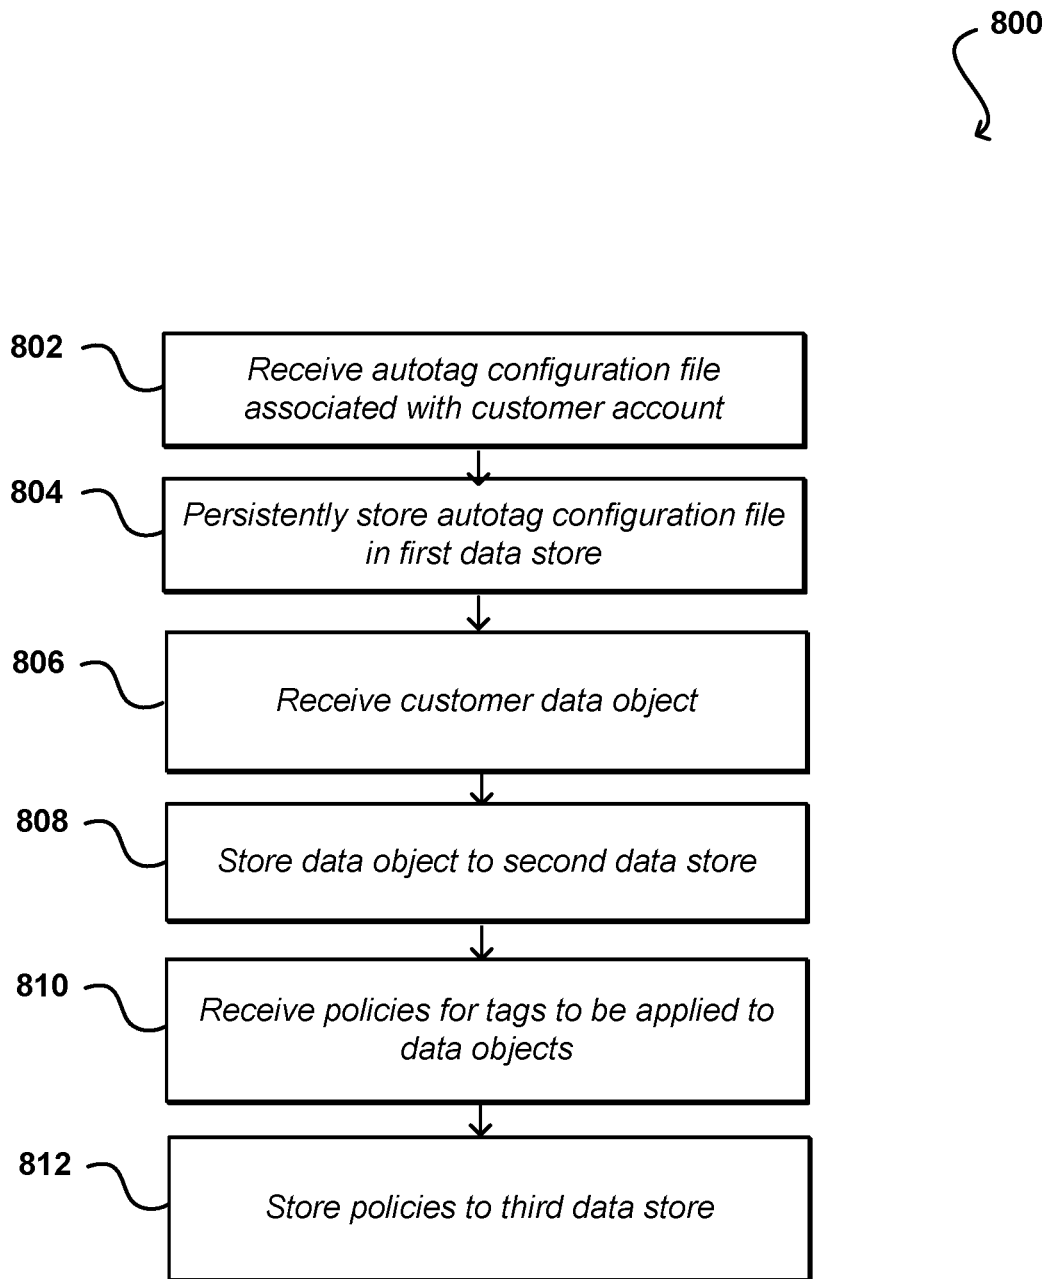 800
802
Receive autotag configuration file
associated with customer account
804
Persistently store autotag configuration file
in first data store
806
Receive customer data object
808
Store data object to second data store
810
Receive policies for tags to be applied to
data objects
812
Store policies to third data store